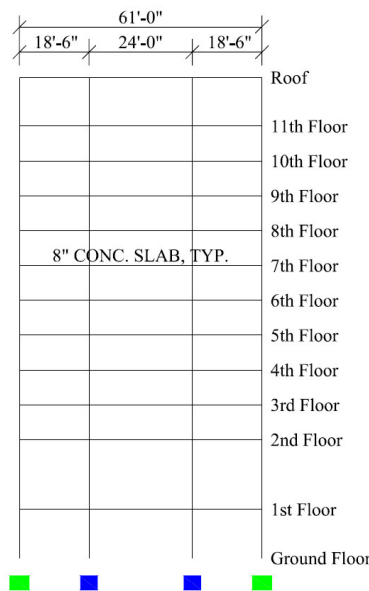 61'-0"
18'-6" 24'-0" 18'-6"
Roof
11th Floor
10th Floor
9th Floor
8th Floor
8" CONC. SLAB, TYP.
7th Floor
6th Floor
5th Floor
4th Floor
3rd Floor
2nd Floor
1st Floor
Ground Floor